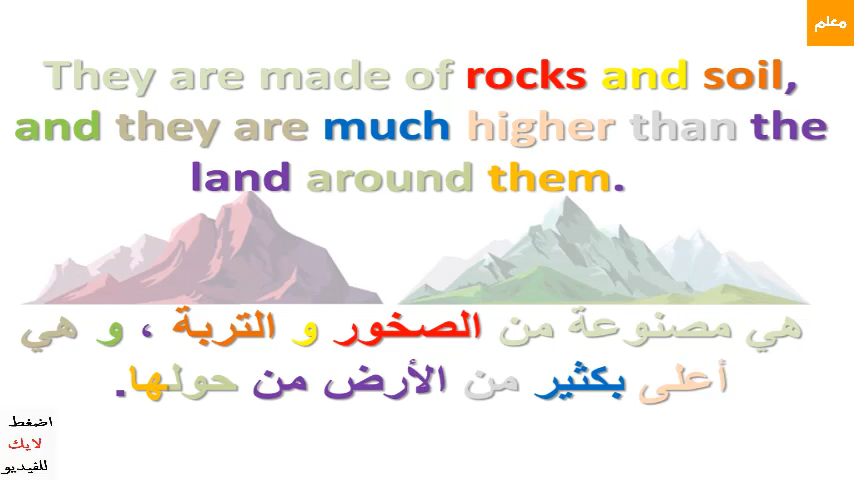 معلم
They are made of rocks and soil,
and they are much higher than the
land around them.
هي مصنوعة من الصخور و التربة ، و هي
أعلى بكثير من الأرض من حولها.
اضغط
لايك
للفيديو